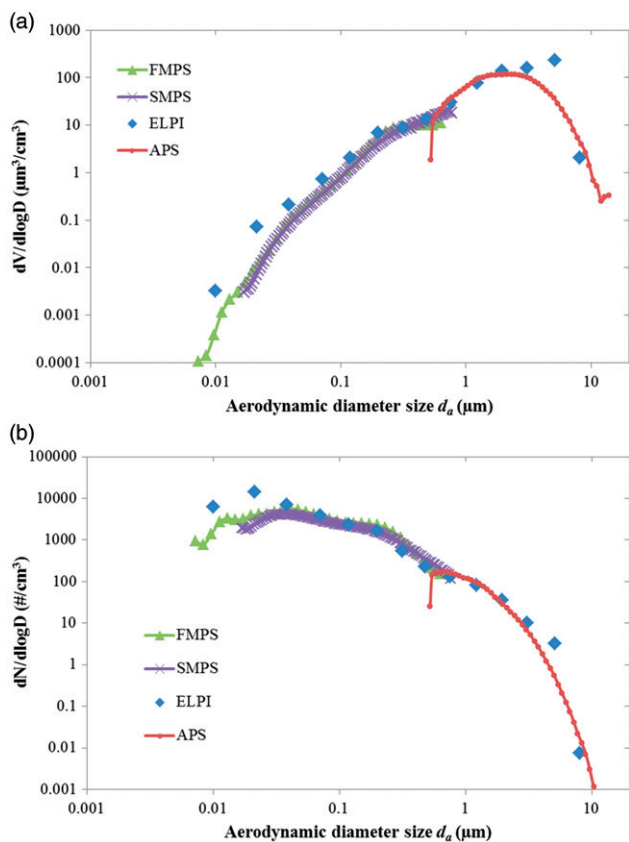 (a)
1000
100
10
1
0.1
0.01
0.001
0.0001
dV/dlogD (µm³/cm³)
FMPS
SMPS
ELPI
APS
0.001 0.01 0.1 1 10
Aerodynamic diameter size dₐ (µm)
(b)
100000
10000
1000
100
10
1
0.1
0.01
0.001
dN/dlogD (#/cm³)
FMPS
SMPS
ELPI
APS
0.001 0.01 0.1 1 10
Aerodynamic diameter size dₐ (µm)